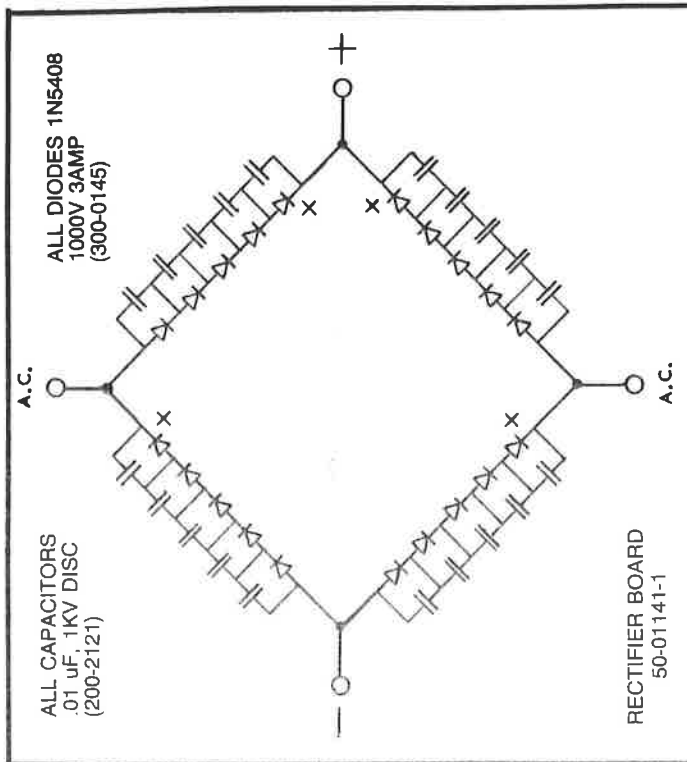 ALL CAPACITORS
.01 uF, 1KV DISC
(200-2121)
A.C.
ALL DIODES 1N5408
1000V 3AMP
(300-0145)
X
X
X
X
−
+
RECTIFIER BOARD
50-01141-1
A.C.